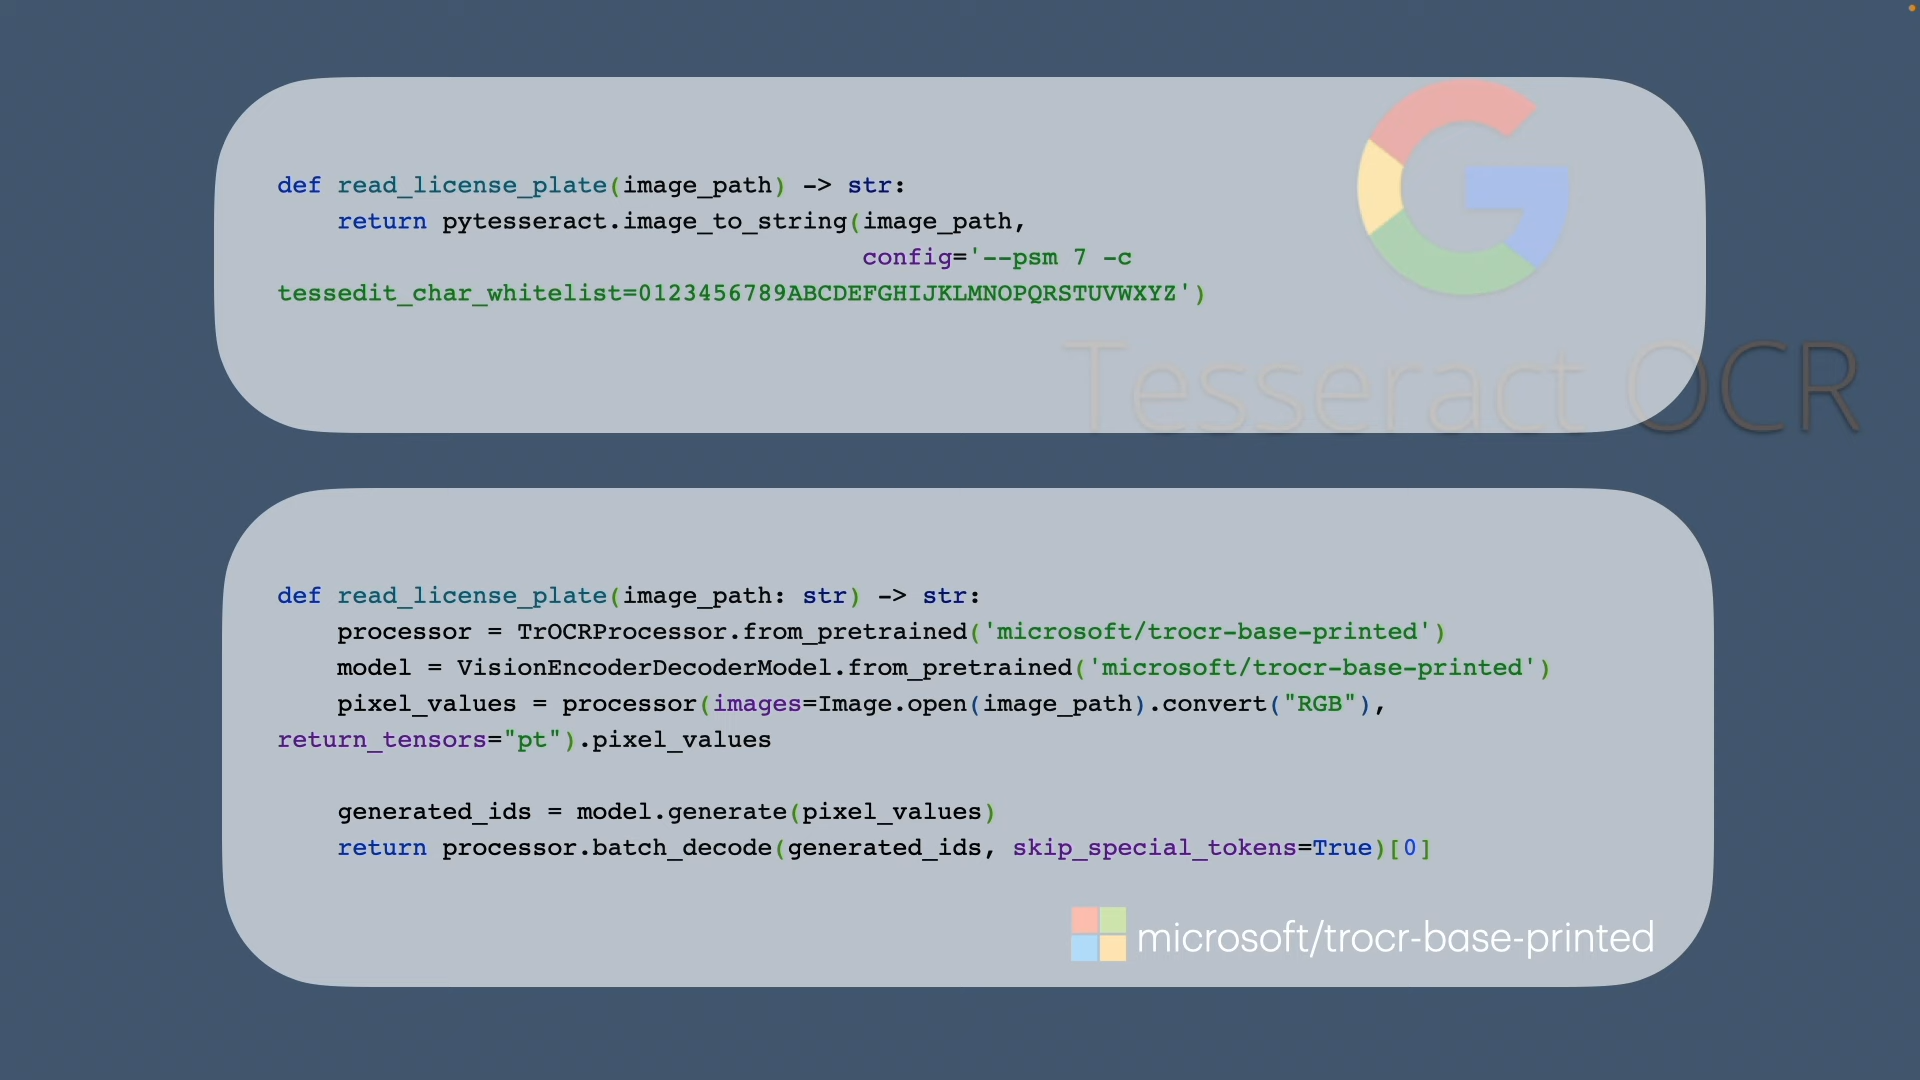 def read_license_plate(image_path) -> str:
    return pytesseract.image_to_string(image_path,
                                       config='--psm 7 -c
tessedit_char_whitelist=0123456789ABCDEFGHIJKLMNOPQRSTUVWXYZ')
Tesseract OCR
def read_license_plate(image_path: str) -> str:
    processor = TrOCRProcessor.from_pretrained('microsoft/trocr-base-printed')
    model = VisionEncoderDecoderModel.from_pretrained('microsoft/trocr-base-printed')
    pixel_values = processor(images=Image.open(image_path).convert("RGB"),
return_tensors="pt").pixel_values
    generated_ids = model.generate(pixel_values)
    return processor.batch_decode(generated_ids, skip_special_tokens=True)[0]
microsoft/trocr-base-printed